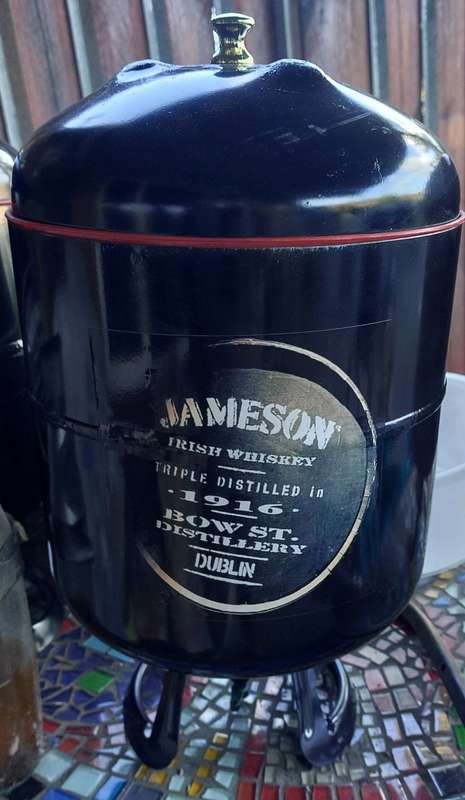 JAMESON
IRISH WHISKEY
TRIPLE DISTILLED in
- 1916 -
BOW ST.
DISTILLERY
DUBLIN